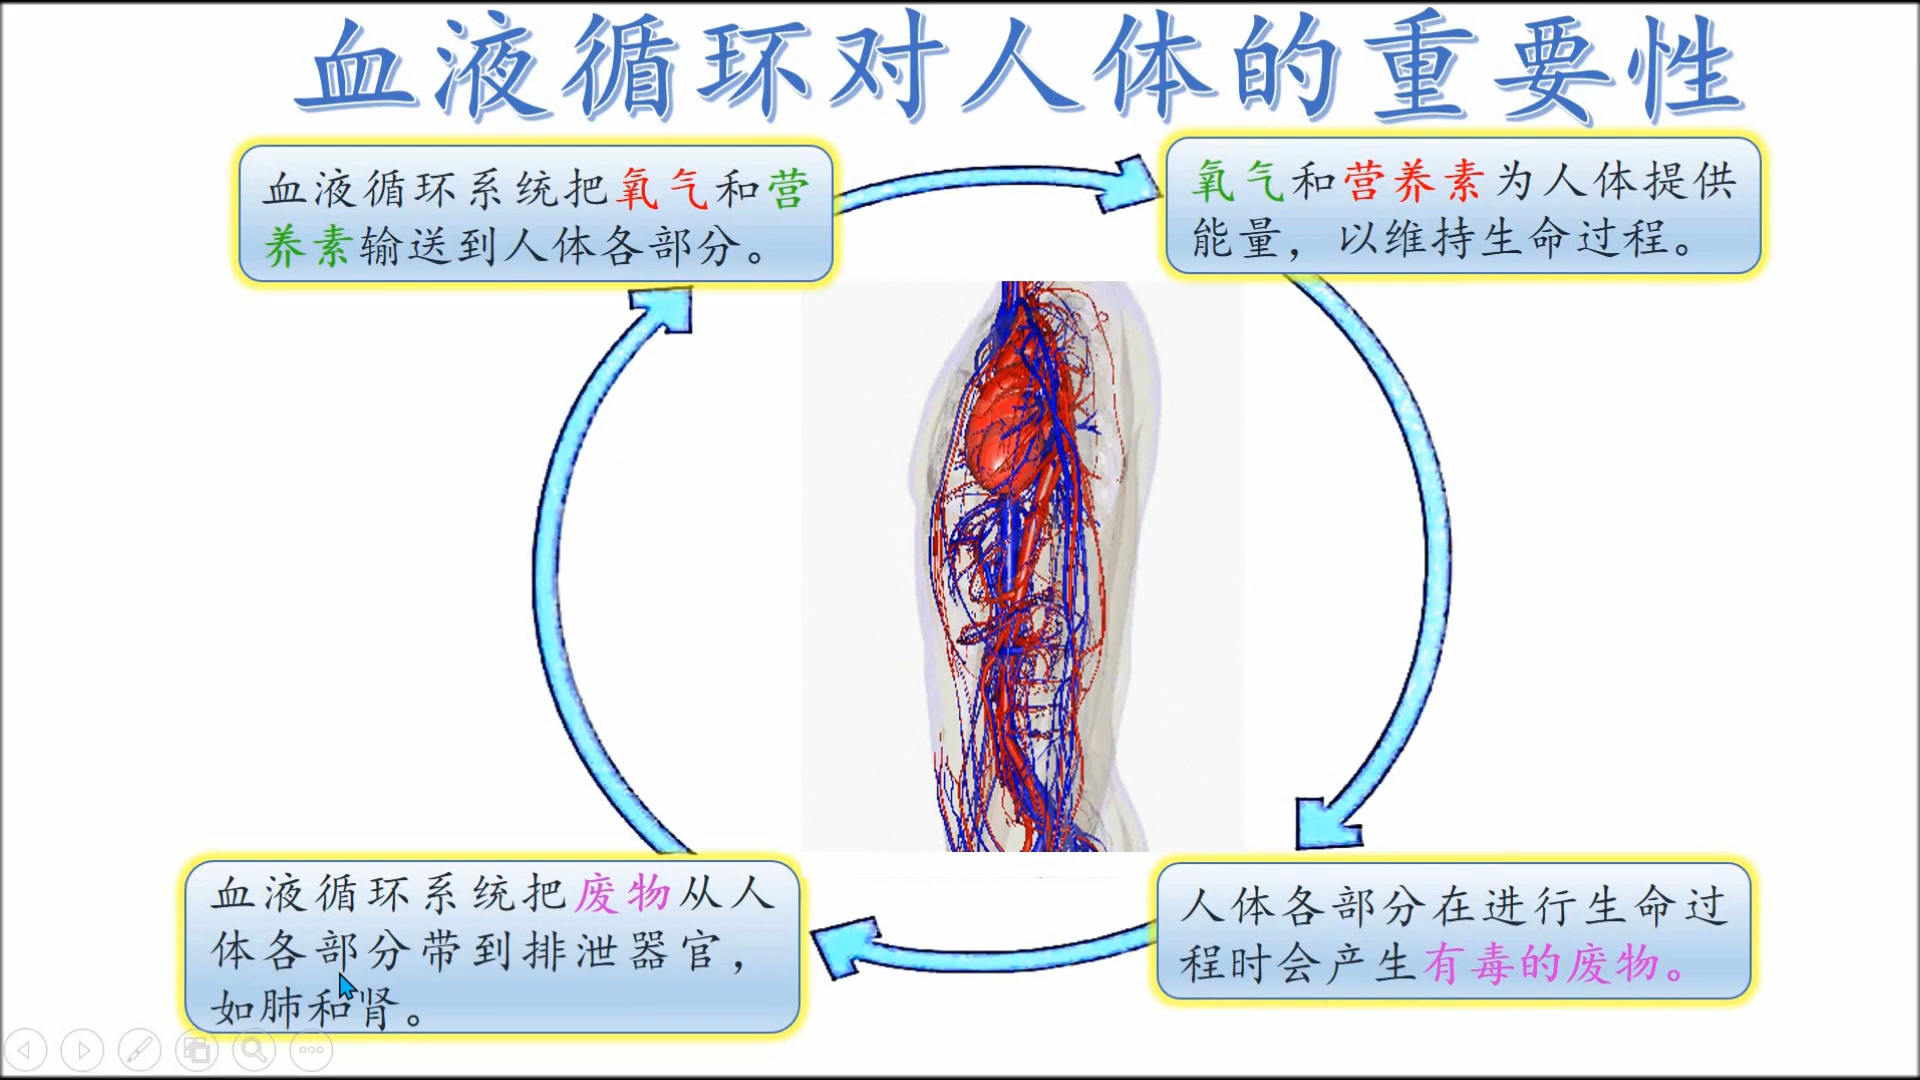 血液循环对人体的重要性
血液循环系统把氧气和营
养素输送到人体各部分。
氧气和营养素为人体提供
能量，以维持生命过程。
人体各部分在进行生命过
程时会产生有毒的废物。
血液循环系统把废物从人
体各部分带到排泄器官，
如肺和肾。